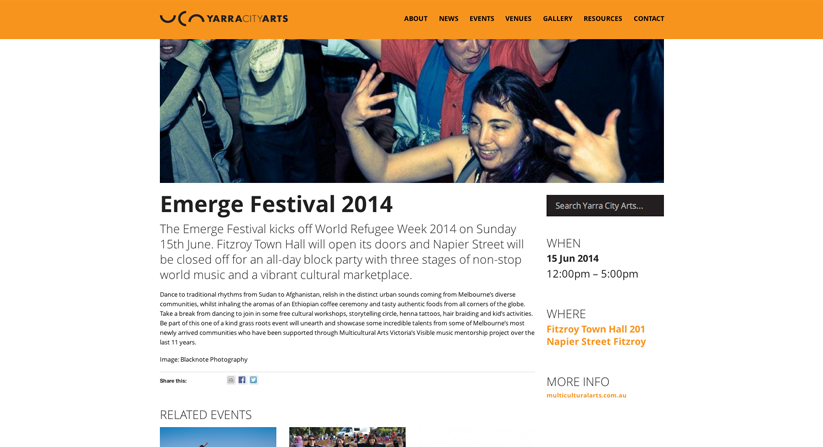 YARRACITYARTS
ABOUT NEWS EVENTS VENUES GALLERY RESOURCES CONTACT
Emerge Festival 2014
The Emerge Festival kicks off World Refugee Week 2014 on Sunday
15th June. Fitzroy Town Hall will open its doors and Napier Street will
be closed off for an all-day block party with three stages of non-stop
world music and a vibrant cultural marketplace.
Dance to traditional rhythms from Sudan to Afghanistan, relish in the distinct urban sounds coming from Melbourne's diverse
communities, whilst inhaling the aromas of an Ethiopian coffee ceremony and tasty authentic foods from all corners of the globe.
Take a break from dancing to join in some free cultural workshops, storytelling circle, henna tattoos, hair braiding and kid's activities.
Be part of this one of a kind grass roots event will unearth and showcase some incredible talents from some of Melbourne's most
newly arrived communities who have been supported through Multicultural Arts Victoria's Visible music mentorship project over the
last 11 years.
Image: Blacknote Photography
Share this:
RELATED EVENTS
Search Yarra City Arts...
WHEN
15 Jun 2014
12:00pm – 5:00pm
WHERE
Fitzroy Town Hall 201
Napier Street Fitzroy
MORE INFO
multiculturalarts.com.au